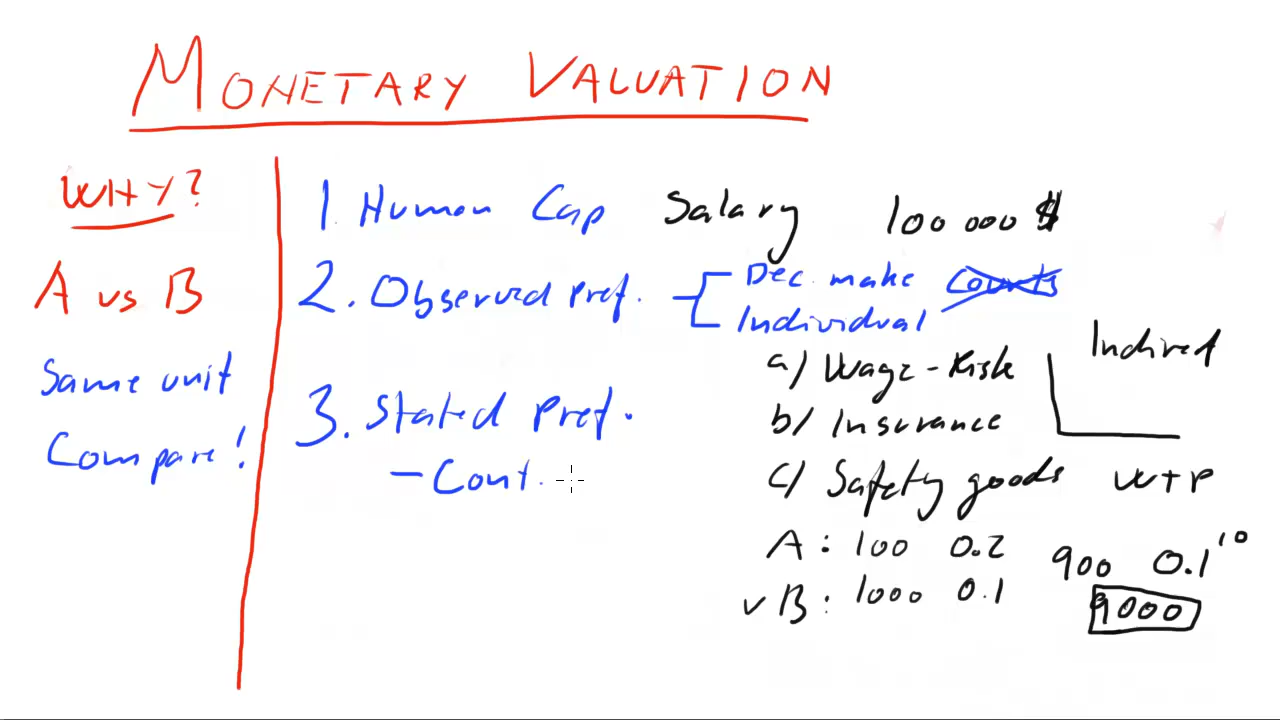 MONETARY VALUATION
WHY?
A vs B
Same unit
Compare!
1. Human Cap Salary 100 000 $
2. Observed Pref.
Dec. make Courts
Individual
a) Wage-Risk
Indirect
b) Insurance
c) Safety goods WTP
A: 100 0.2
900 0.1 10
v B: 1000 0.1
9000
3. Stated Pref.
- Cont.